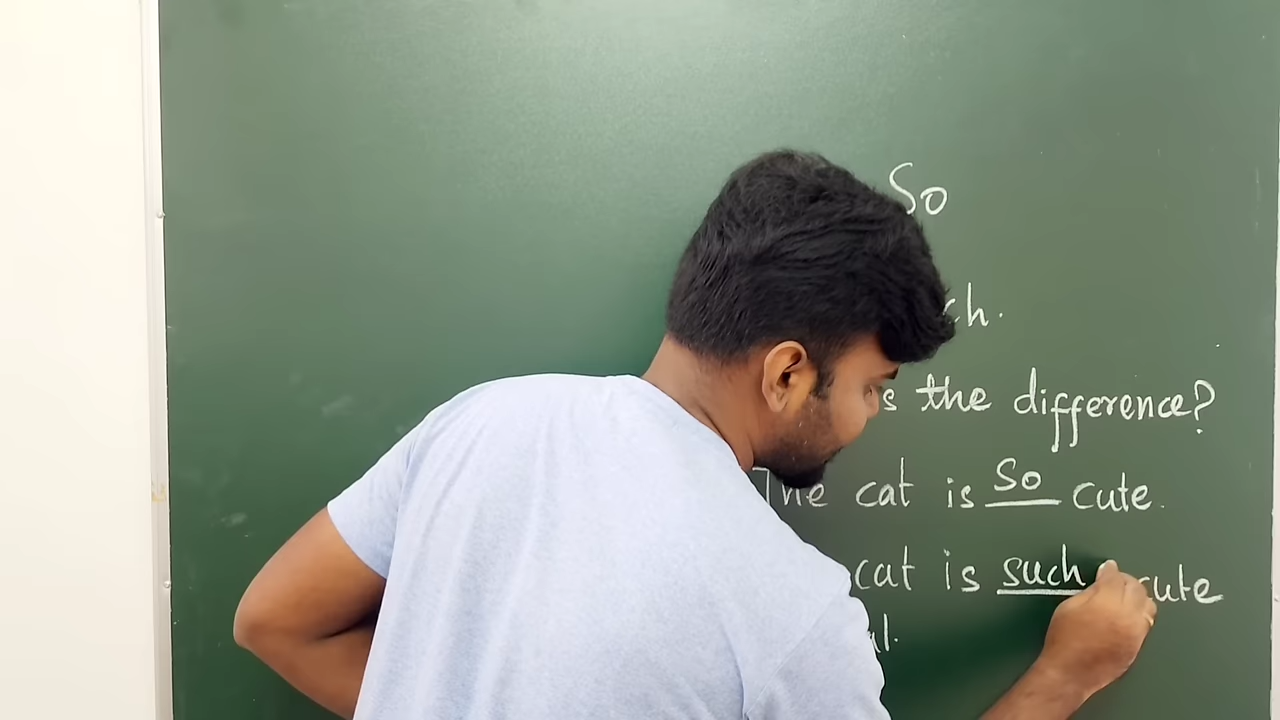 So
ch.
s the difference?
The cat is so cute.
cat is such cute
al.